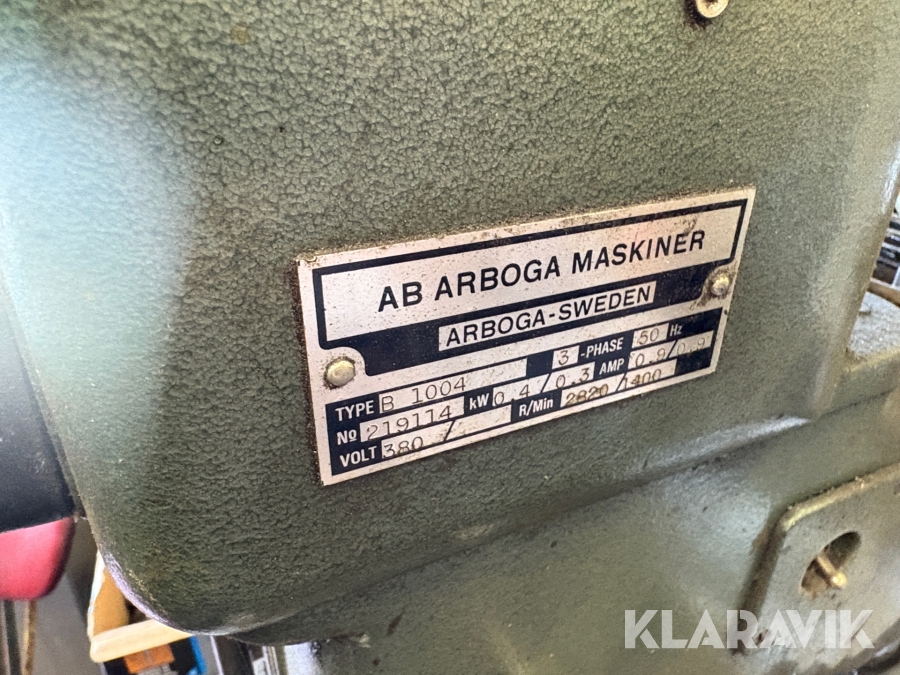 AB ARBOGA MASKINER
ARBOGA-SWEDEN
TYPE B 1004 3 -PHASE 50 Hz
No 219114 kW 0.4/0.3 AMP 0.9/0.9
VOLT 380/ R/Min 2820/1400
KLARAVIK